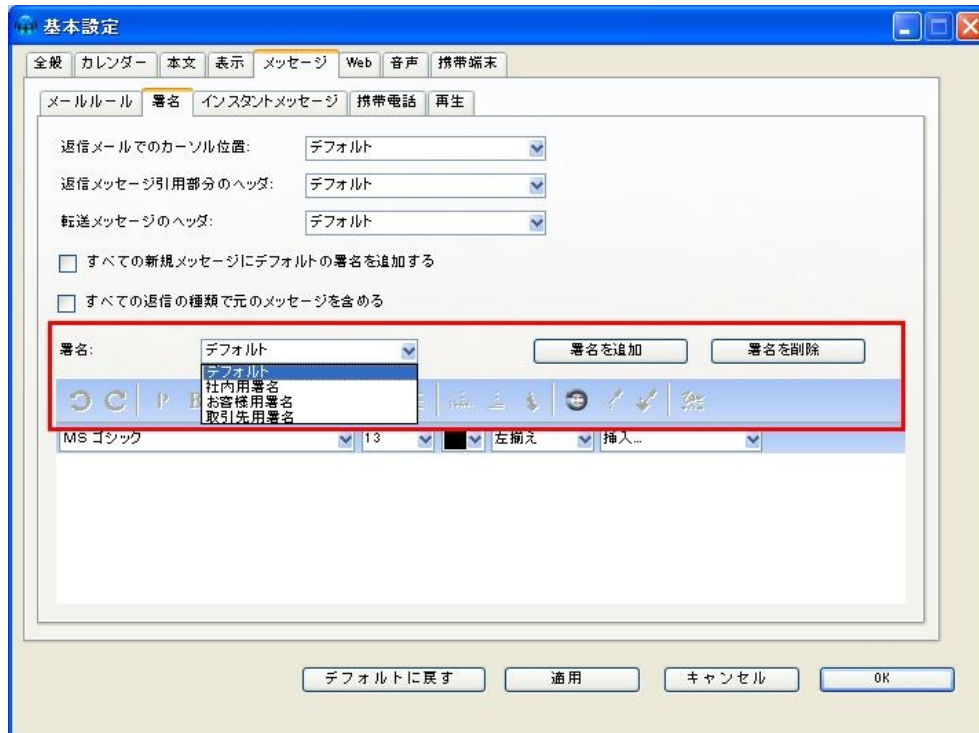 基本設定
全般 カレンダー 本文 表示 メッセージ Web 音声 携帯端末
メールルール 署名 インスタントメッセージ 携帯電話 再生
返信メールでのカーソル位置: デフォルト
返信メッセージ引用部分のヘッダ: デフォルト
転送メッセージのヘッダ: デフォルト
すべての新規メッセージにデフォルトの署名を追加する
すべての返信の種類で元のメッセージを含める
署名: デフォルト 署名を追加 署名を削除
デフォルト
社内用署名
お客様用署名
取引先用署名
P B
MS ゴシック 13 左揃え 挿入...
デフォルトに戻す 適用 キャンセル OK